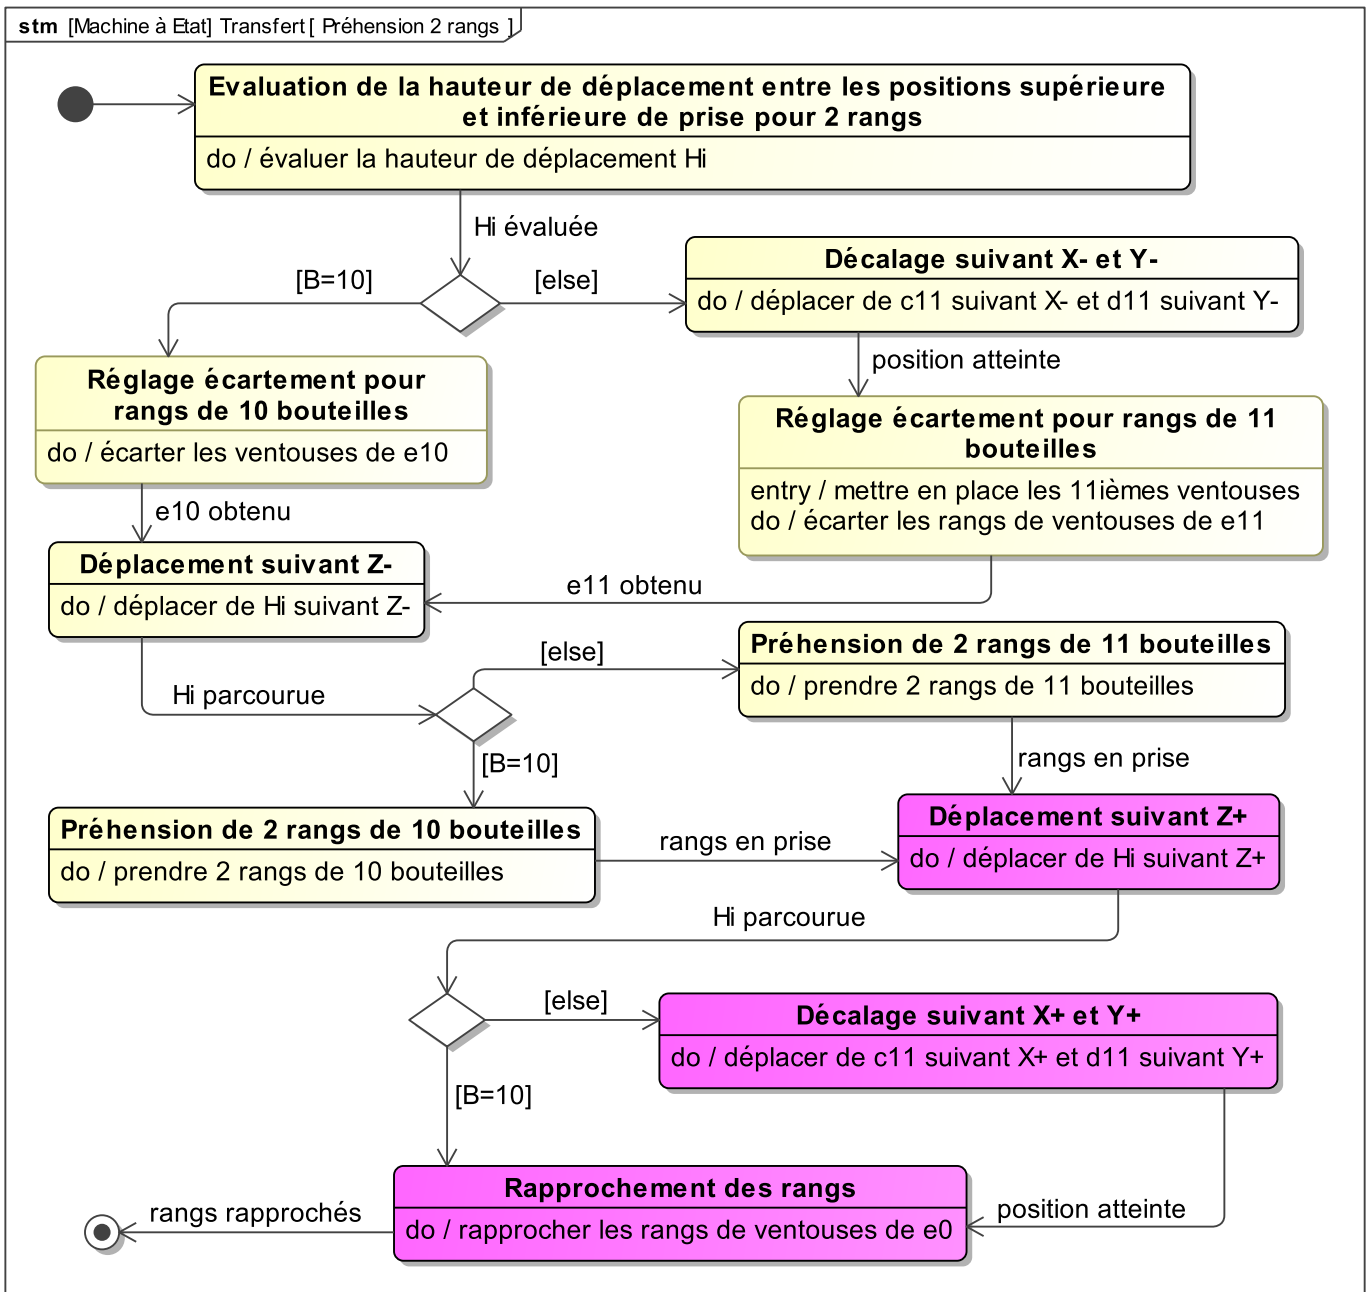 stm [Machine à Etat] Transfert [ Préhension 2 rangs ]
Evaluation de la hauteur de déplacement entre les positions supérieure
et inférieure de prise pour 2 rangs
do / évaluer la hauteur de déplacement Hi
Hi évaluée
[B=10]
[else]
Décalage suivant X- et Y-
do / déplacer de c11 suivant X- et d11 suivant Y-
position atteinte
Réglage écartement pour
rangs de 10 bouteilles
do / écarter les ventouses de e10
Réglage écartement pour rangs de 11
bouteilles
entry / mettre en place les 11ièmes ventouses
do / écarter les rangs de ventouses de e11
e10 obtenu
Déplacement suivant Z-
do / déplacer de Hi suivant Z-
e11 obtenu
Hi parcourue
[else]
Préhension de 2 rangs de 11 bouteilles
do / prendre 2 rangs de 11 bouteilles
[B=10]
rangs en prise
Préhension de 2 rangs de 10 bouteilles
do / prendre 2 rangs de 10 bouteilles
rangs en prise
Déplacement suivant Z+
do / déplacer de Hi suivant Z+
Hi parcourue
[else]
Décalage suivant X+ et Y+
do / déplacer de c11 suivant X+ et d11 suivant Y+
[B=10]
Rapprochement des rangs
do / rapprocher les rangs de ventouses de e0
position atteinte
rangs rapprochés